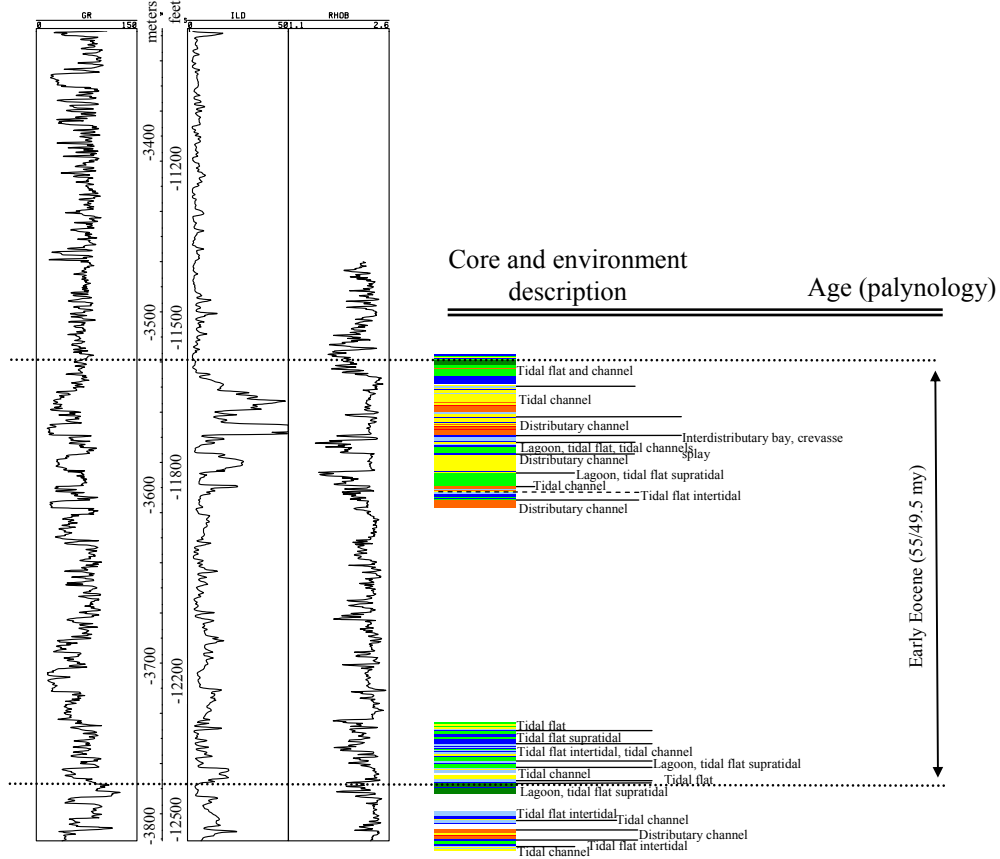 GR
0 150
meters
feet
ILD
0 50
RHOB
1.1 2.6
-3400
-3500
-3600
-3700
-3800
-11200
-11500
-11800
-12200
-12500
Core and environment
description
Age (palynology)
Tidal flat and channel
Tidal channel
Distributary channel
Interdistributary bay, crevasse
splay
Lagoon, tidal flat, tidal channels
Distributary channel
Lagoon, tidal flat supratidal
Tidal channel
Tidal flat intertidal
Distributary channel
Early Eocene (55/49.5 my)
Tidal flat
Tidal flat supratidal
Tidal flat intertidal, tidal channel
Lagoon, tidal flat supratidal
Tidal channel
Tidal flat
Lagoon, tidal flat supratidal
Tidal flat intertidal
Tidal channel
Distributary channel
Tidal flat intertidal
Tidal channel